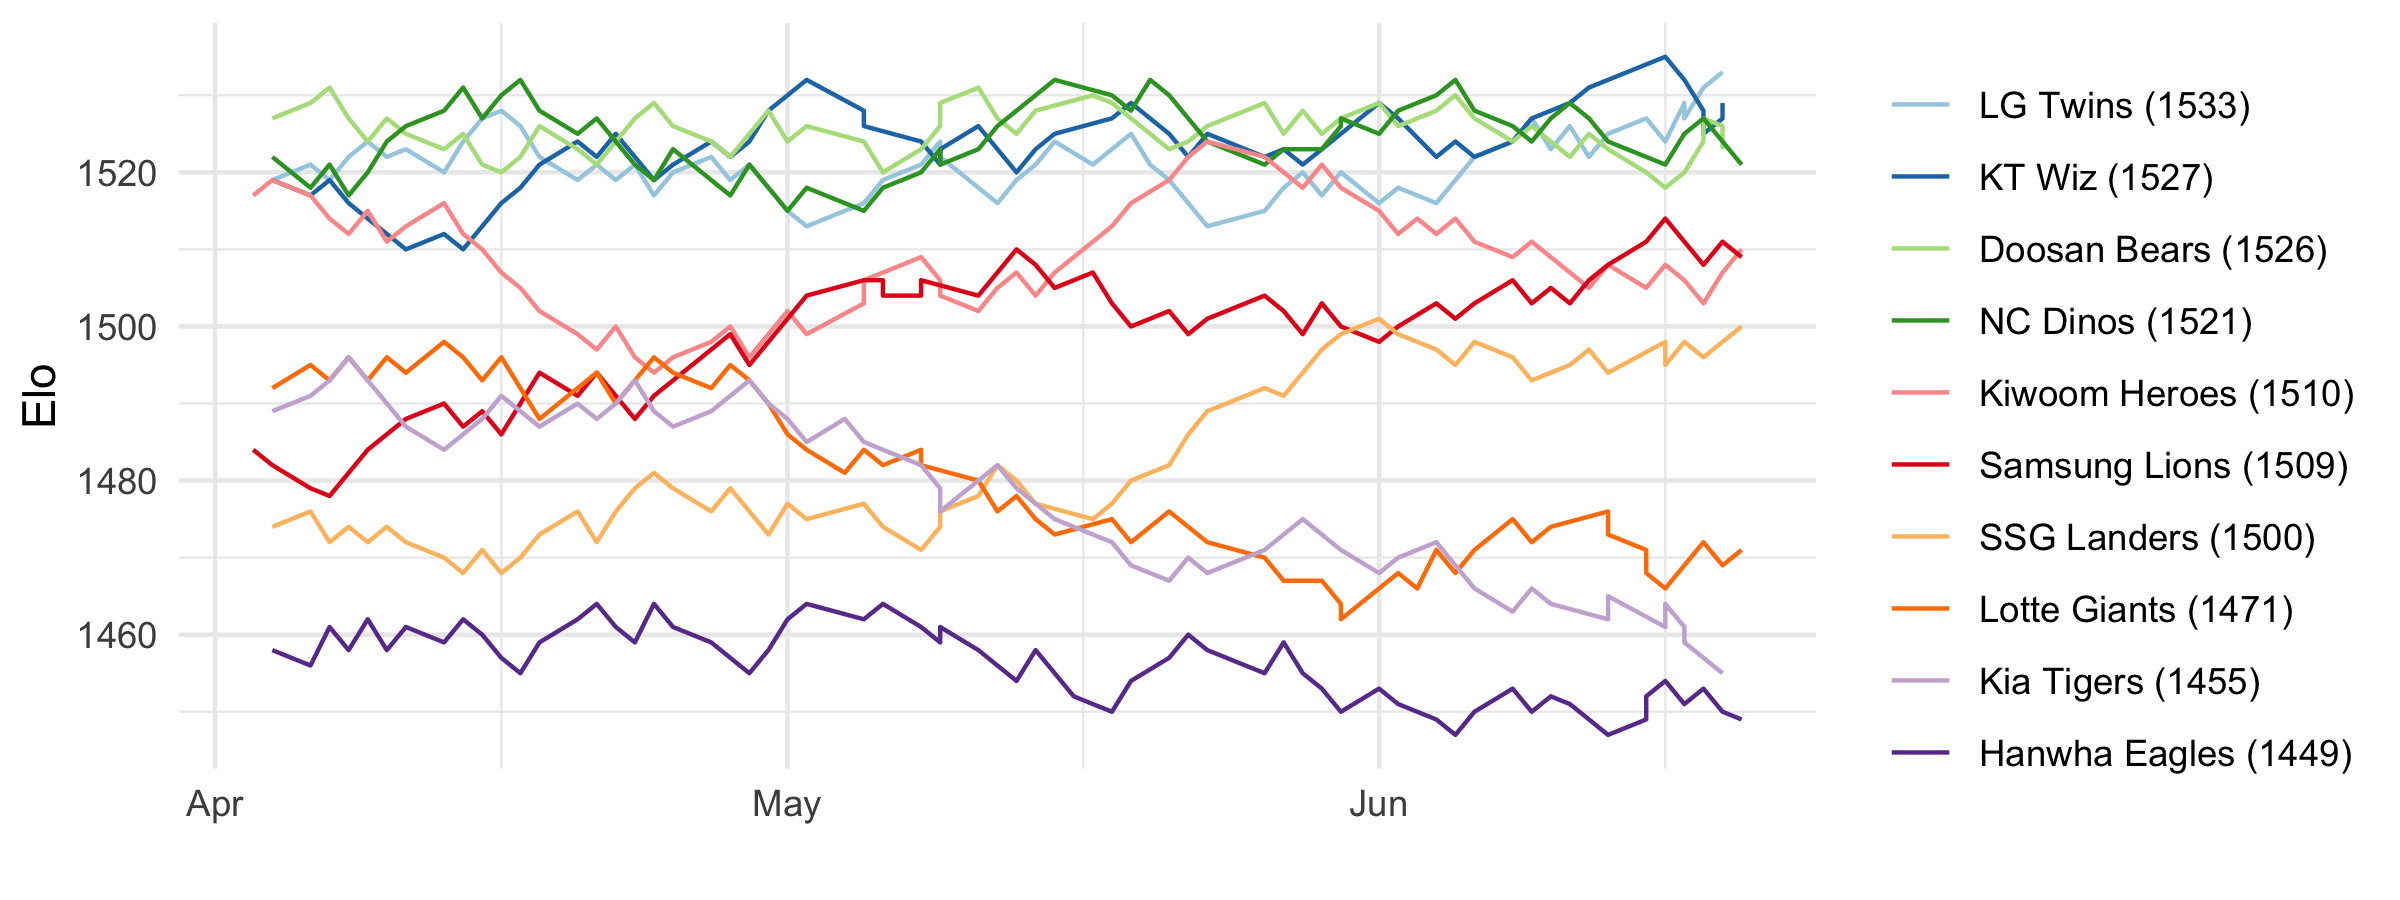 Elo
1520
1500
1480
1460
Apr
May
Jun
LG Twins (1533)
KT Wiz (1527)
Doosan Bears (1526)
NC Dinos (1521)
Kiwoom Heroes (1510)
Samsung Lions (1509)
SSG Landers (1500)
Lotte Giants (1471)
Kia Tigers (1455)
Hanwha Eagles (1449)